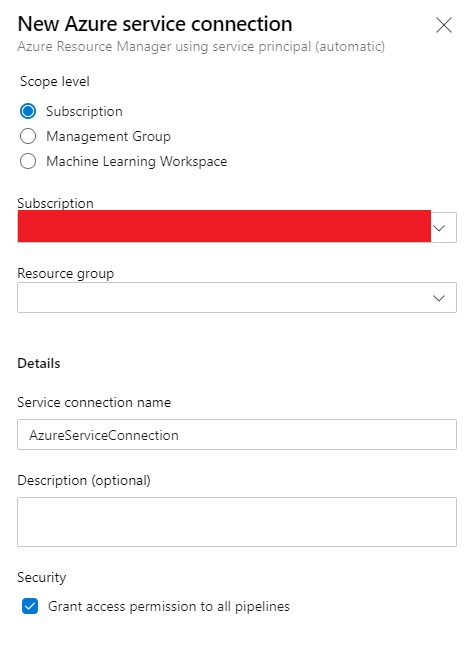 New Azure service connection
Azure Resource Manager using service principal (automatic)
Scope level
Subscription
Management Group
Machine Learning Workspace
Subscription
Resource group
Details
Service connection name
AzureServiceConnection
Description (optional)
Security
Grant access permission to all pipelines